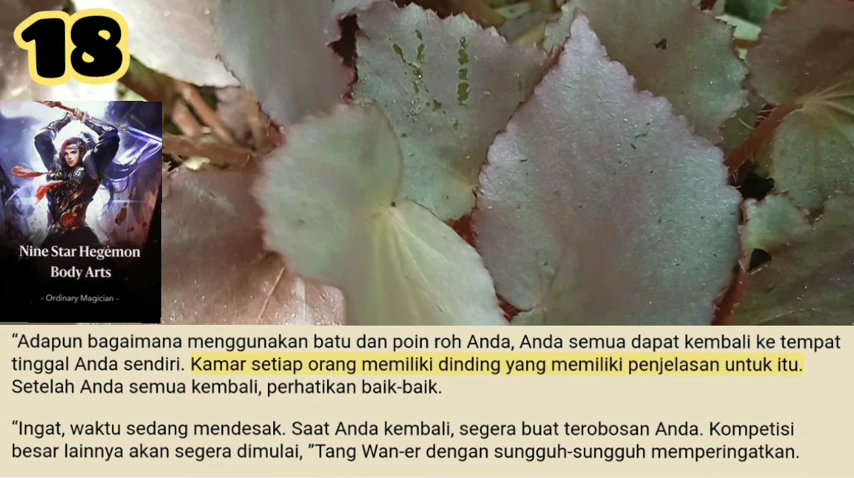 18
Nine Star Hegemon
Body Arts
- Ordinary Magician -
“Adapun bagaimana menggunakan batu dan poin roh Anda, Anda semua dapat kembali ke tempat
tinggal Anda sendiri. Kamar setiap orang memiliki dinding yang memiliki penjelasan untuk itu.
Setelah Anda semua kembali, perhatikan baik-baik.
“Ingat, waktu sedang mendesak. Saat Anda kembali, segera buat terobosan Anda. Kompetisi
besar lainnya akan segera dimulai, ”Tang Wan-er dengan sungguh-sungguh memperingatkan.